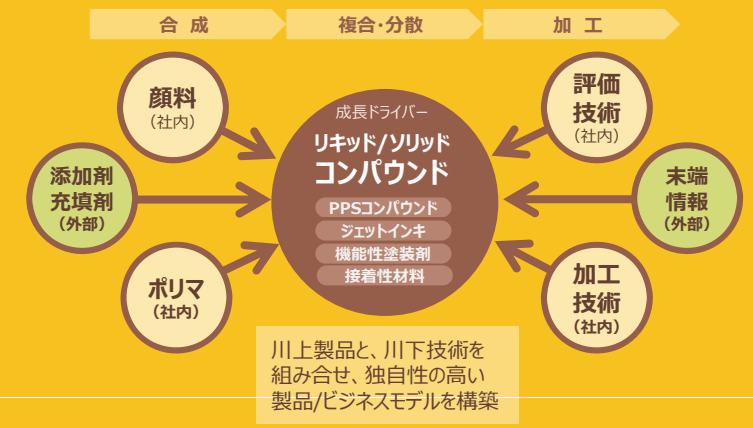 合 成
複合・分散
加 工
顔料
（社内）
添加剤
充填剤
（外部）
ポリマ
（社内）
成長ドライバー
リキッド/ソリッド
コンパウンド
PPSコンパウンド
ジェットインキ
機能性塗装剤
接着性材料
評価
技術
（社内）
末端
情報
（外部）
加工
技術
（社内）
川上製品と、川下技術を
組み合せ、独自性の高い
製品/ビジネスモデルを構築